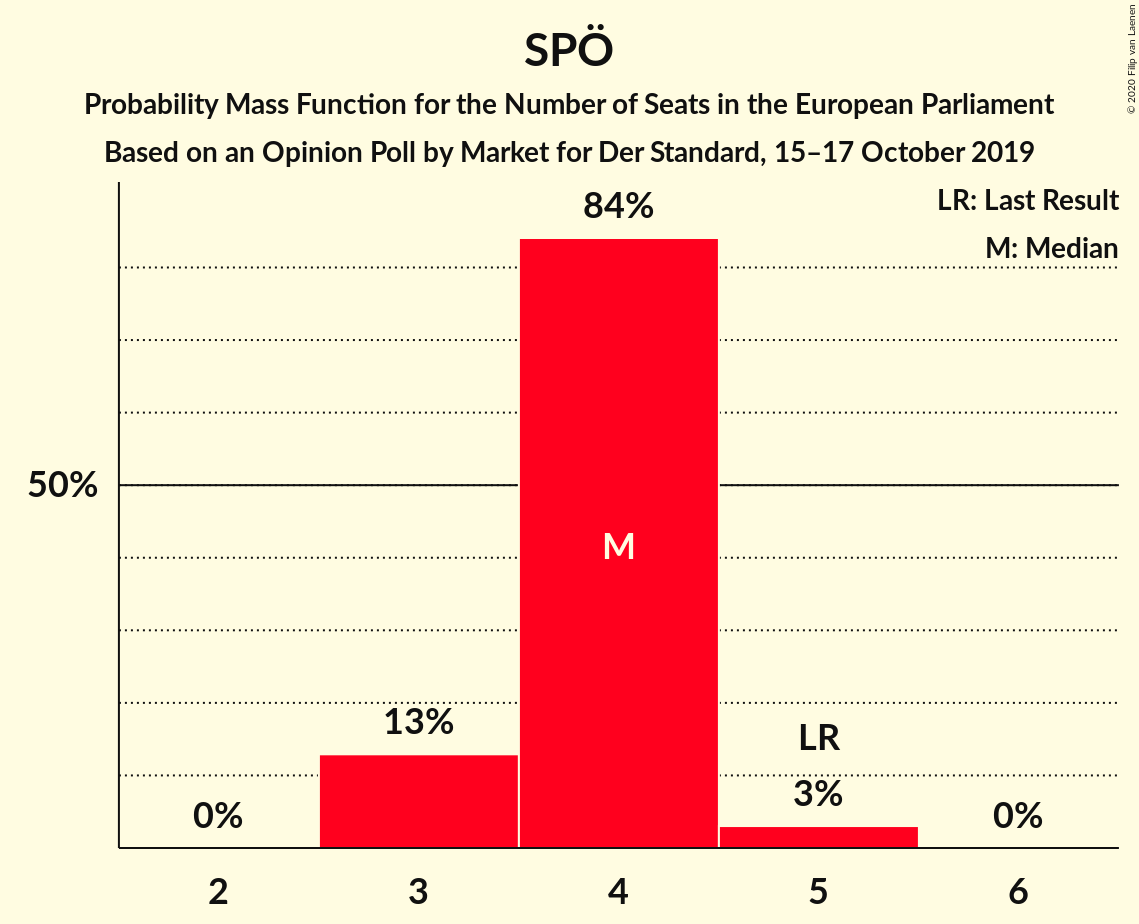 SPÖ
Probability Mass Function for the Number of Seats in the European Parliament
Based on an Opinion Poll by Market for Der Standard, 15–17 October 2019
© 2020 Filip van Laenen
LR: Last Result
M: Median
84%
50%
M
13%
LR
3%
0%
0%
2 3 4 5 6